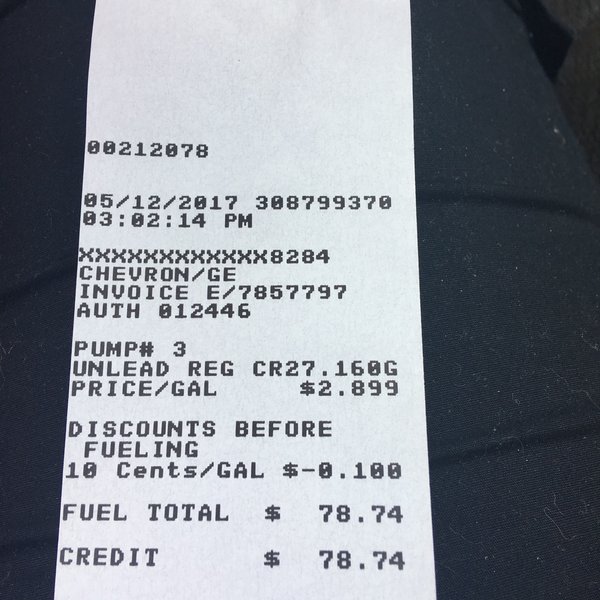 00212078
05/12/2017 308799370
03:02:14 PM
XXXXXXXXXXXX8284
CHEVRON/GE
INVOICE E/7857797
AUTH 012446
PUMP# 3
UNLEAD REG CR27.160G
PRICE/GAL $2.899
DISCOUNTS BEFORE
FUELING
10 Cents/GAL $-0.100
FUEL TOTAL $ 78.74
CREDIT $ 78.74